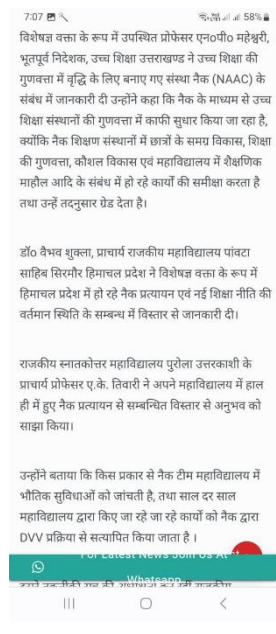 7:07
58%
विशेषज्ञ वक्ता के रूप में उपस्थित प्रोफेसर एन०पी० महेश्वरी,
भूतपूर्व निदेशक, उच्च शिक्षा उत्तराखण्ड ने उच्च शिक्षा की
गुणवत्ता में वृद्धि के लिए बनाए गए संस्था नैक (NAAC) के
संबंध में जानकारी दी उन्होंने कहा कि नैक के माध्यम से उच्च
शिक्षा संस्थानों की गुणवत्ता में काफी सुधार किया जा रहा है,
क्योंकि नैक शिक्षण संस्थानों में छात्रों के समग्र विकास, शिक्षा
की गुणवत्ता, कौशल विकास एवं महाविद्यालय में शैक्षणिक
माहौल आदि के संबंध में हो रहे कार्यों की समीक्षा करता है
तथा उन्हें तदनुसार ग्रेड देता है।
डॉ० वैभव शुक्ला, प्राचार्य राजकीय महाविद्यालय पांवटा
साहिब सिरमौर हिमाचल प्रदेश ने विशेषज्ञ वक्ता के रूप में
हिमाचल प्रदेश में हो रहे नैक प्रत्यायन एवं नई शिक्षा नीति की
वर्तमान स्थिति के सम्बन्ध में विस्तार से जानकारी दी।
राजकीय स्नातकोत्तर महाविद्यालय पुरोला उत्तरकाशी के
प्राचार्य प्रोफेसर ए.के. तिवारी ने अपने महाविद्यालय में हाल
ही में हुए नैक प्रत्यायन से सम्बन्धित विस्तार से अनुभव को
साझा किया।
उन्होंने बताया कि किस प्रकार से नैक टीम महाविद्यालय में
भौतिक सुविधाओं को जांचती है, तथा साल दर साल
महाविद्यालय द्वारा किए जा रहे जा रहे कार्यों को नैक द्वारा
DVV प्रक्रिया से सत्यापित किया जाता है ।
For Latest News Join Us At
Whatsapp